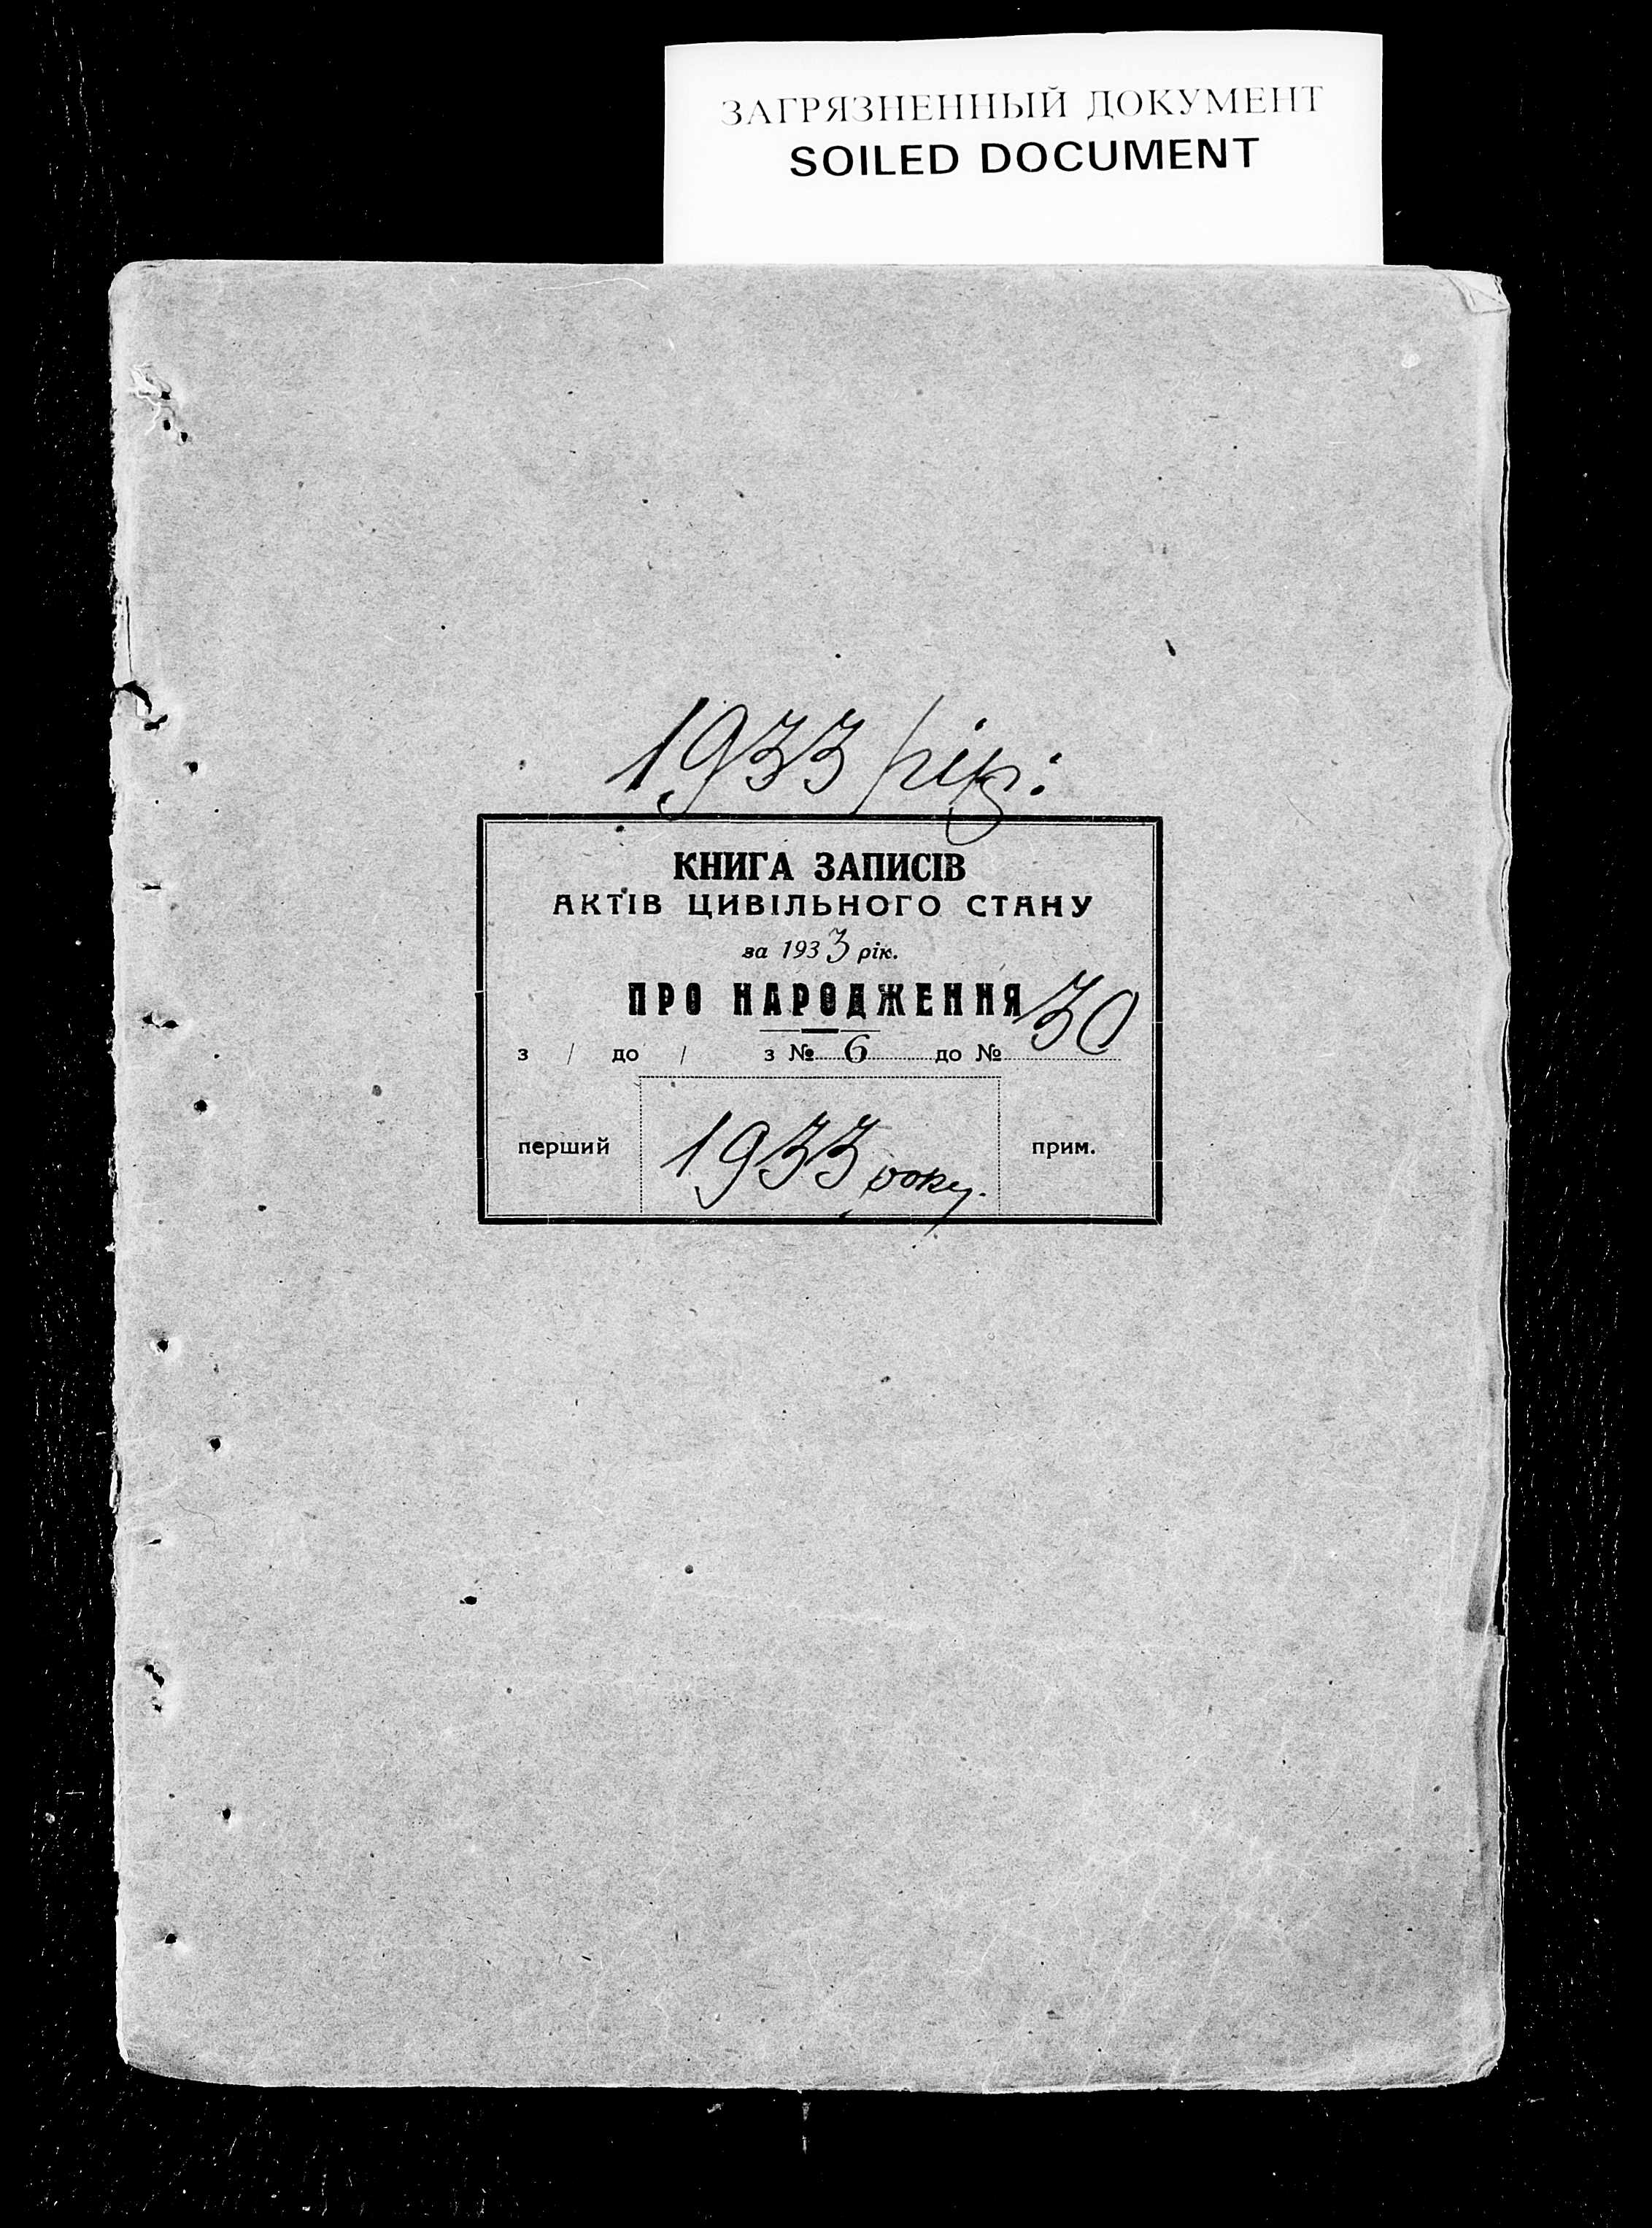 ЗАГРЯЗНЕННЫЙ ДОКУМЕНТ
SOILED DOCUMENT
1933 рік:
КНИГА ЗАПИСІВ
АКТІВ ЦИВІЛЬНОГО СТАНУ
за 1933 рік.
ПРО НАРОДЖЕННЯ
з / до / з № 6 до № 30
перший 1933 року. прим.